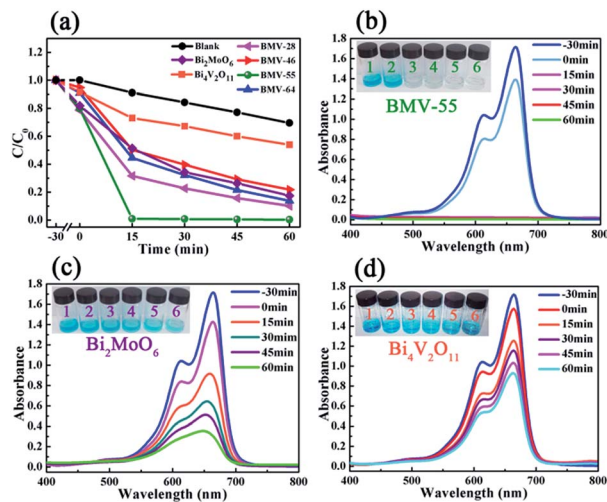 (a)
Blank
Bi2MoO6
Bi4V2O11
BMV-28
BMV-46
BMV-55
BMV-64
C/C0
1.2
1.0
0.8
0.6
0.4
0.2
0.0
-30 0 15 30 45 60
Time (min)
(b)
1 2 3 4 5 6
BMV-55
-30min
0min
15min
30min
45min
60min
Absorbance
1.8
1.6
1.4
1.2
1.0
0.8
0.6
0.4
0.2
0.0
400 500 600 700 800
Wavelength (nm)
(c)
1 2 3 4 5 6
Bi2MoO6
-30min
0min
15min
30mim
45min
60min
Absorbance
1.8
1.6
1.4
1.2
1.0
0.8
0.6
0.4
0.2
0.0
400 500 600 700 800
Wavelength (nm)
(d)
1 2 3 4 5 6
Bi4V2O11
-30min
0min
15min
30min
45min
60min
Absorbance
1.8
1.6
1.4
1.2
1.0
0.8
0.6
0.4
0.2
0.0
400 500 600 700 800
Wavelength (nm)